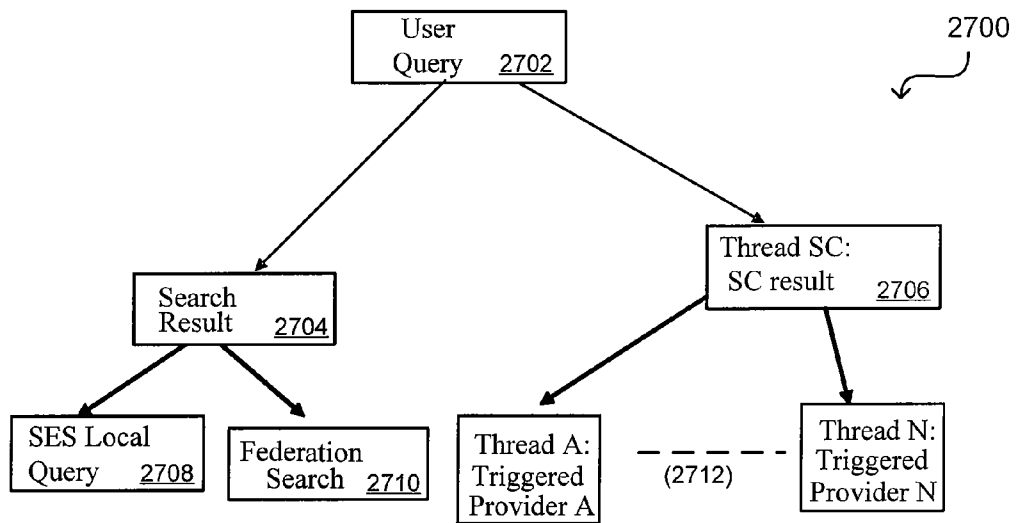 User
Query 2702
2700
Thread SC:
SC result 2706
Search
Result 2704
SES Local
Query 2708
Federation
Search 2710
Thread A:
Triggered
Provider A
(2712)
Thread N:
Triggered
Provider N